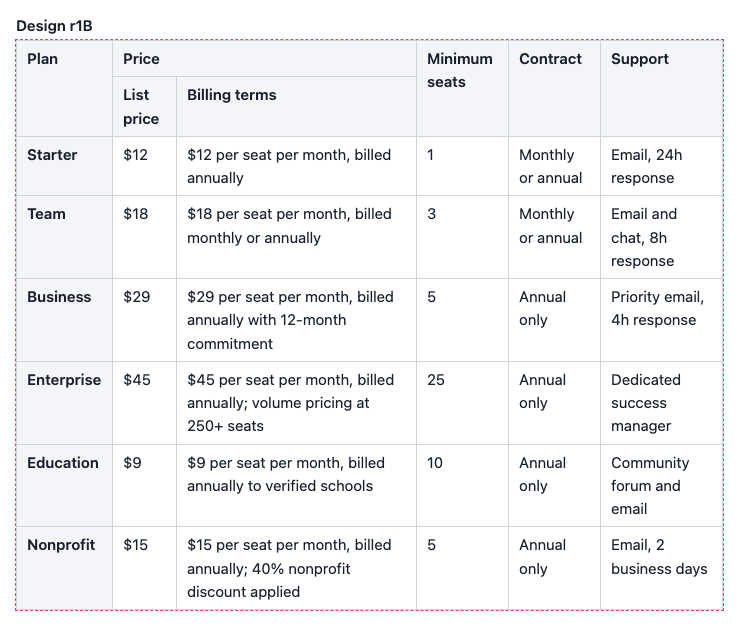 Design r1B
Plan
Price
Minimum
seats
Contract
Support
List
price
Billing terms
Starter
$12
$12 per seat per month, billed
annually
1
Monthly
or annual
Email, 24h
response
Team
$18
$18 per seat per month, billed
monthly or annually
3
Monthly
or annual
Email and
chat, 8h
response
Business
$29
$29 per seat per month, billed
annually with 12-month
commitment
5
Annual
only
Priority email,
4h response
Enterprise
$45
$45 per seat per month, billed
annually; volume pricing at
250+ seats
25
Annual
only
Dedicated
success
manager
Education
$9
$9 per seat per month, billed
annually to verified schools
10
Annual
only
Community
forum and
email
Nonprofit
$15
$15 per seat per month, billed
annually; 40% nonprofit
discount applied
5
Annual
only
Email, 2
business days